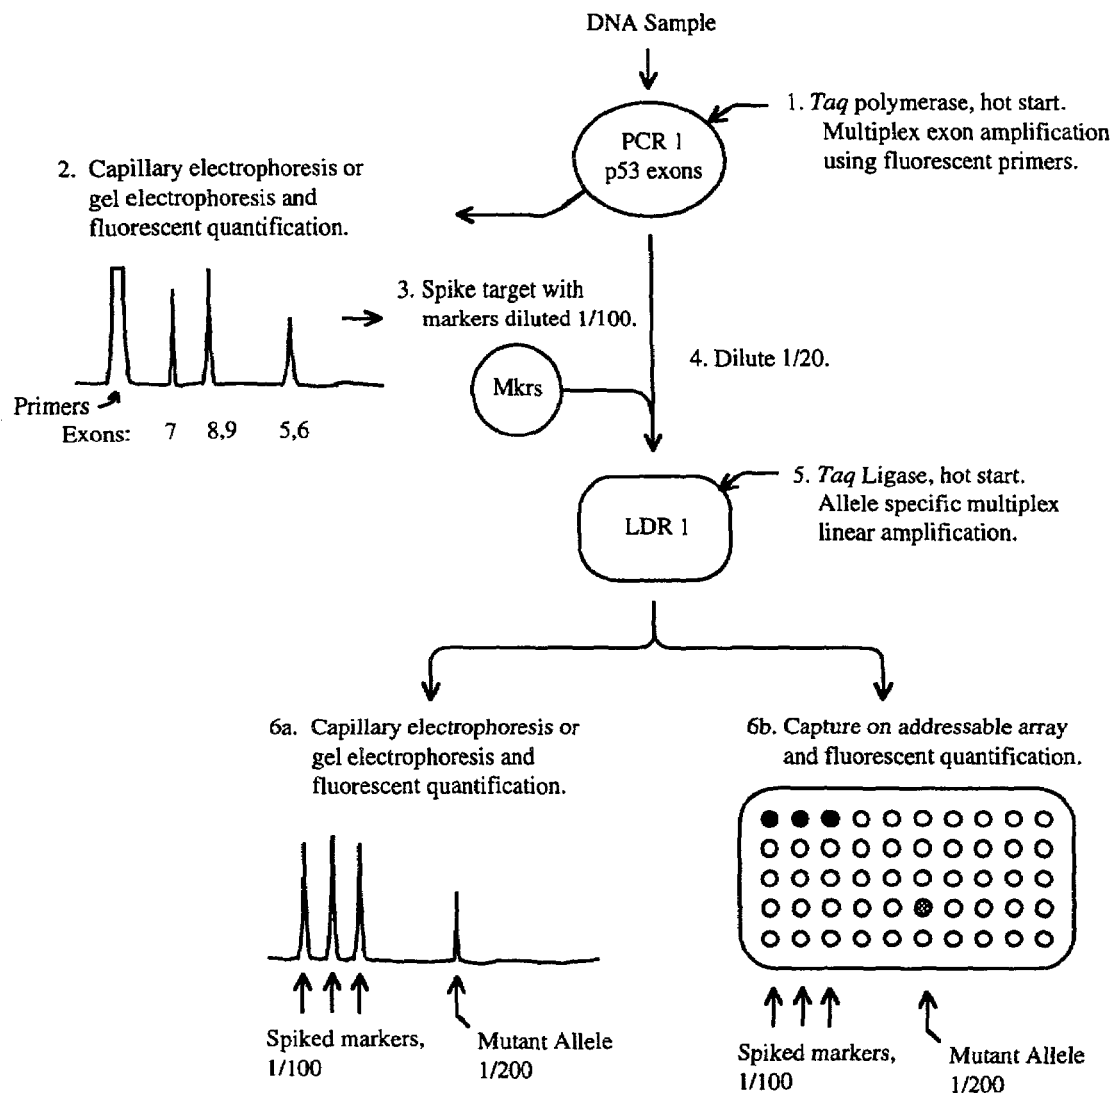 DNA Sample
1. Taq polymerase, hot start.
Multiplex exon amplification
using fluorescent primers.
PCR 1
p53 exons
2. Capillary electrophoresis or
gel electrophoresis and
fluorescent quantification.
3. Spike target with
markers diluted 1/100.
4. Dilute 1/20.
Mkrs
Primers
Exons: 7 8,9 5,6
5. Taq Ligase, hot start.
Allele specific multiplex
linear amplification.
LDR 1
6a. Capillary electrophoresis or
gel electrophoresis and
fluorescent quantification.
6b. Capture on addressable array
and fluorescent quantification.
Spiked markers,
1/100
Mutant Allele
1/200
Spiked markers,
1/100
Mutant Allele
1/200